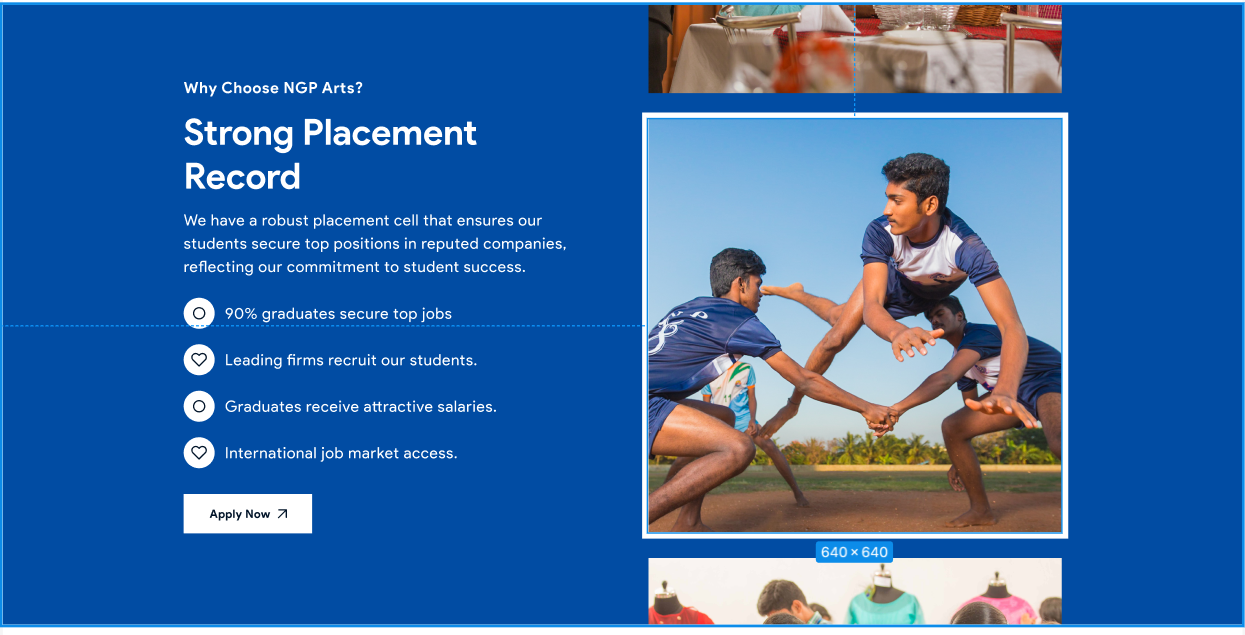 Why Choose NGP Arts?
Strong Placement
Record
We have a robust placement cell that ensures our
students secure top positions in reputed companies,
reflecting our commitment to student success.
90% graduates secure top jobs
Leading firms recruit our students.
Graduates receive attractive salaries.
International job market access.
Apply Now
640 × 640